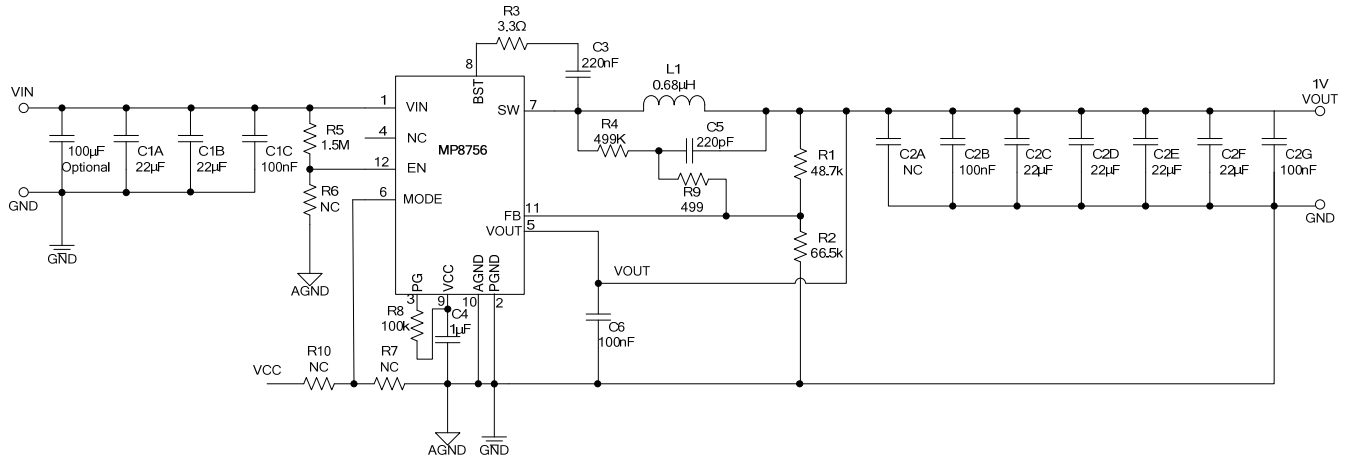 R3
3.3Ω
C3
220nF
8
BST
L1
0.68µH
VIN
1
VIN
SW
7
1V
VOUT
100µF
Optional
C1A
22µF
C1B
22µF
C1C
100nF
R5
1.5M
4
NC
MP8756
12
EN
R4
499K
C5
220pF
R1
48.7k
C2A
NC
C2B
100nF
C2C
22µF
C2D
22µF
C2E
22µF
C2F
22µF
C2G
100nF
R6
NC
6
MODE
R9
499
GND
FB
11
VOUT
5
GND
R2
66.5k
GND
AGND
PG
VCC
AGND
PGND
VOUT
3
9
10
2
R8
100k
C4
1µF
C6
100nF
R10
NC
R7
NC
VCC
AGND
GND